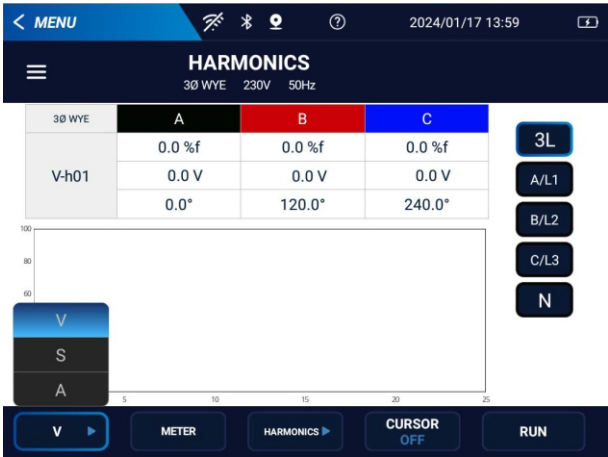 MENU
2024/01/17 13:59
HARMONICS
3Ø WYE 230V 50Hz
3Ø WYE A B C
0.0 %f 0.0 %f 0.0 %f
V-h01 0.0 V 0.0 V 0.0 V
0.0° 120.0° 240.0°
3L
A/L1
B/L2
C/L3
N
100
80
60
V
S
A
5 10 15 20 25
V METER HARMONICS CURSOR OFF RUN